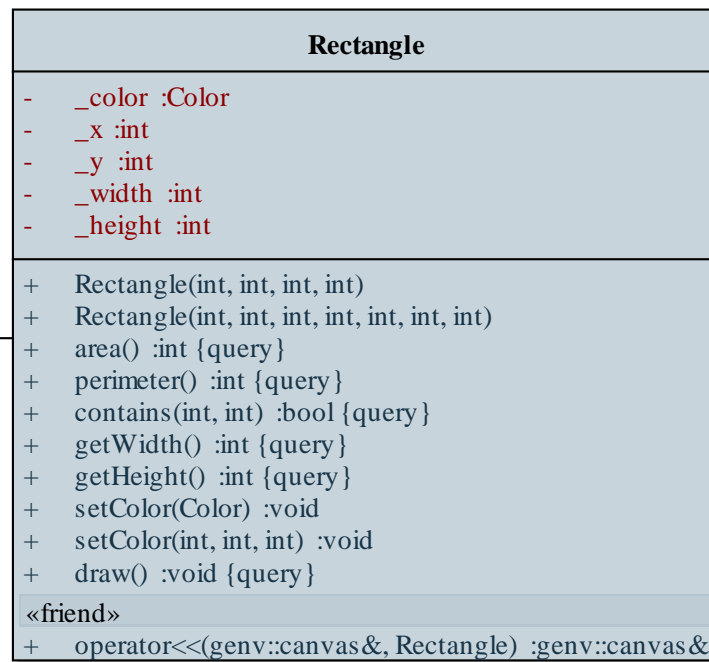 Rectangle
- _color :Color
- _x :int
- _y :int
- _width :int
- _height :int
+ Rectangle(int, int, int, int)
+ Rectangle(int, int, int, int, int, int, int)
+ area() :int {query}
+ perimeter() :int {query}
+ contains(int, int) :bool {query}
+ getWidth() :int {query}
+ getHeight() :int {query}
+ setColor(Color) :void
+ setColor(int, int, int) :void
+ draw() :void {query}
«friend»
+ operator<<(genv::canvas&, Rectangle) :genv::canvas&